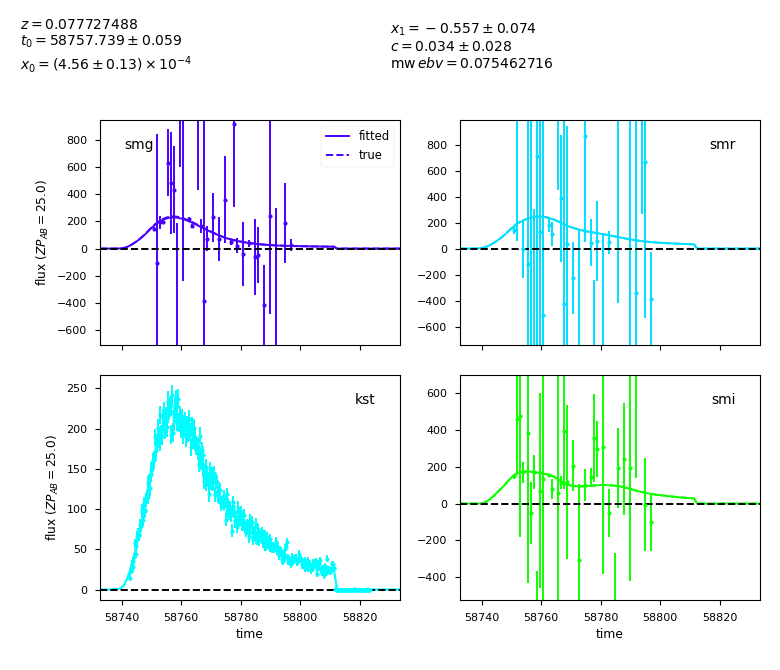 z = 0.077727488
t₀ = 58757.739 ± 0.059
x₀ = (4.56 ± 0.13) × 10⁻⁴
x₁ = −0.557 ± 0.074
c = 0.034 ± 0.028
mw ebv = 0.075462716
smg
fitted
true
800
600
400
200
0
−200
−400
−600
flux (ZP_AB = 25.0)
smr
800
600
400
200
0
−200
−400
−600
kst
250
200
150
100
50
0
flux (ZP_AB = 25.0)
58740 58760 58780 58800 58820
time
smi
600
400
200
0
−200
−400
58740 58760 58780 58800 58820
time